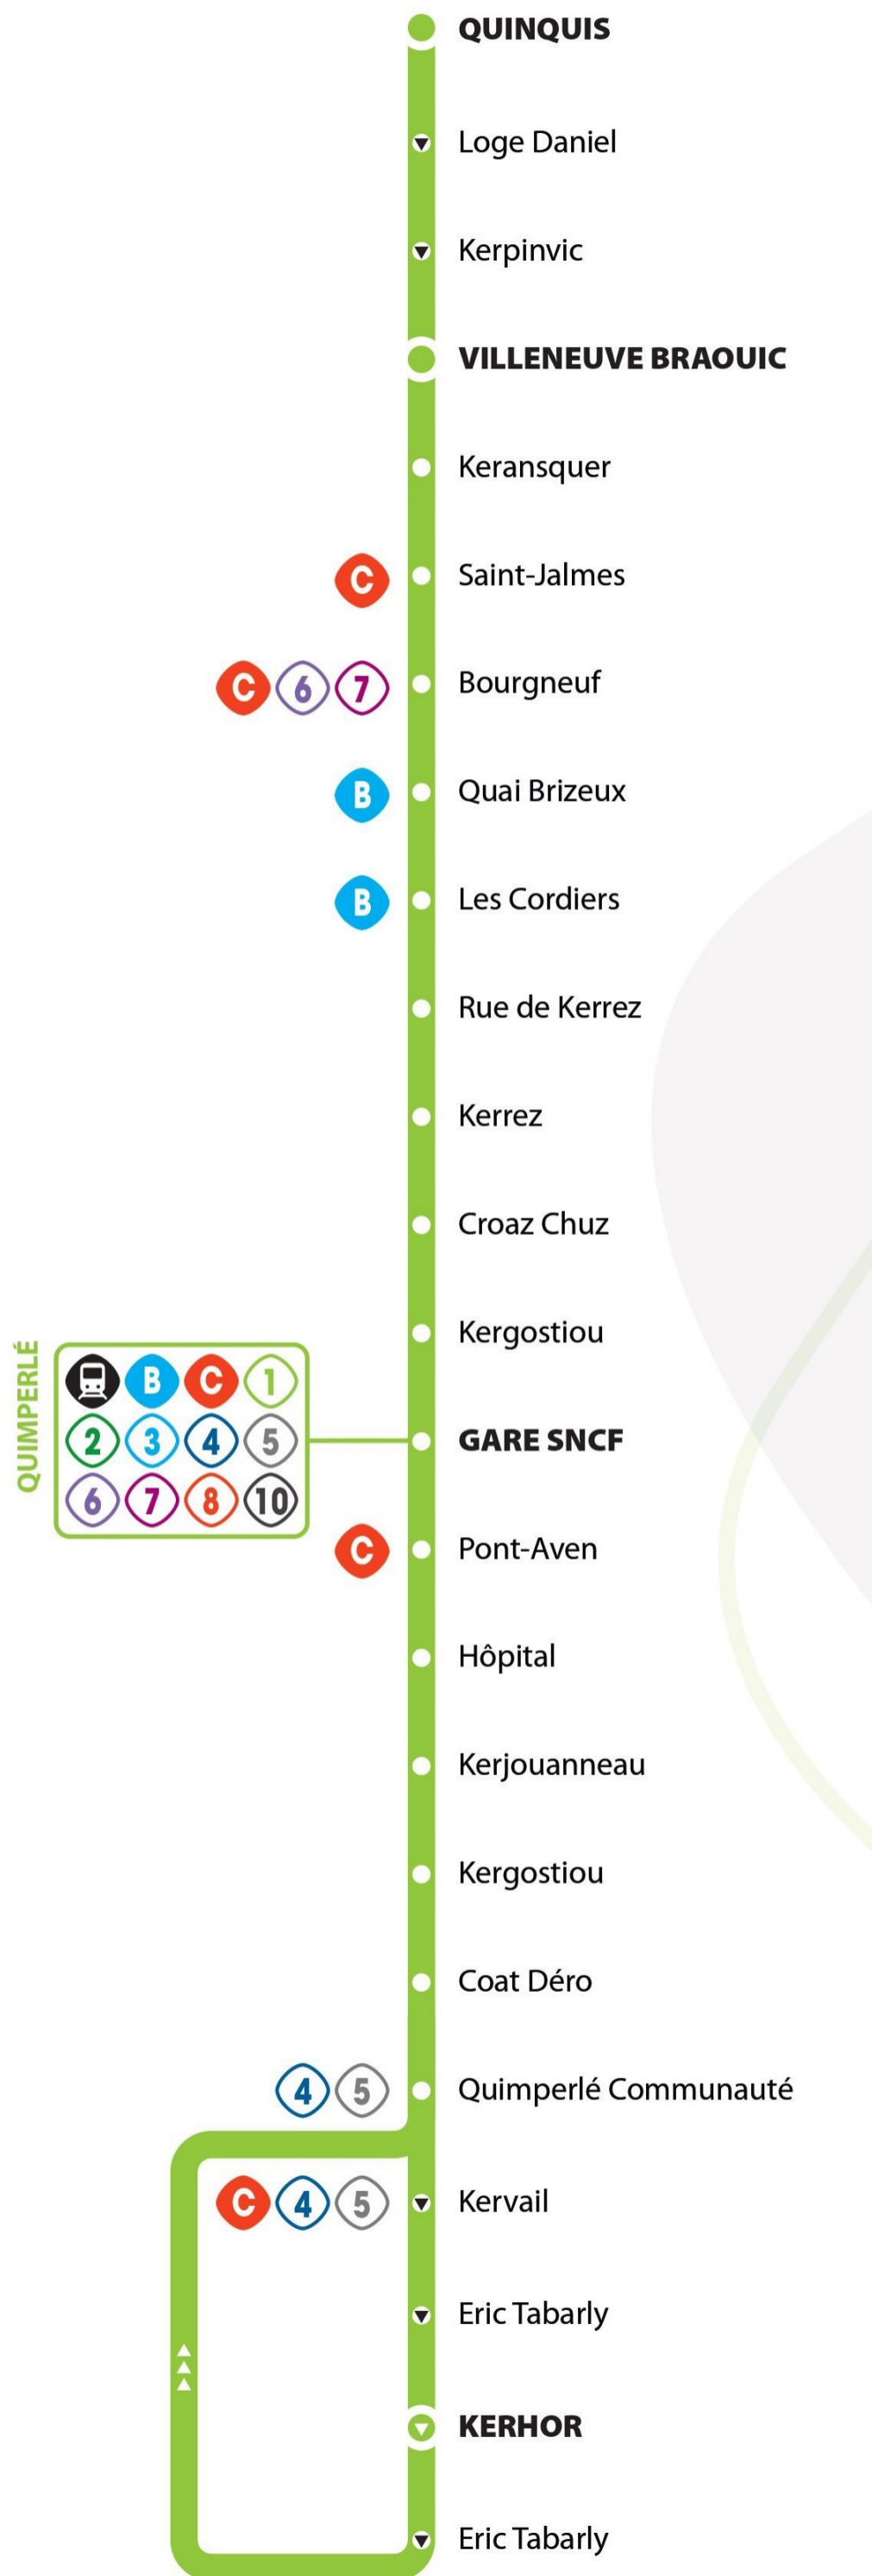 QUINQUIS
Loge Daniel
Kerpinvic
VILLENEUVE BRAOUIC
Keransquer
C Saint-Jalmes
C 6 7 Bourgneuf
B Quai Brizeux
B Les Cordiers
Rue de Kerrez
Kerrez
Croaz Chuz
Kergostiou
QUIMPERLÉ
B C 1
2 3 4 5
6 7 8 10
GARE SNCF
C Pont-Aven
Hôpital
Kerjouanneau
Kergostiou
Coat Déro
4 5 Quimperlé Communauté
C 4 5 Kervail
Eric Tabarly
KERHOR
Eric Tabarly